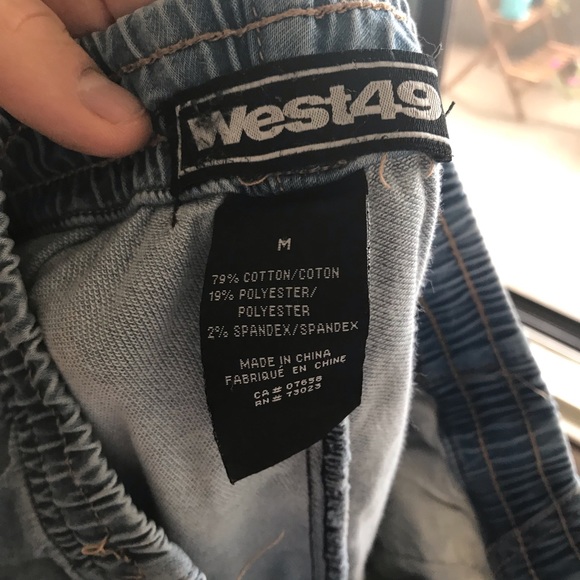 West49
M
79% COTTON/COTON
19% POLYESTER/
POLYESTER
2% SPANDEX/SPANDEX
MADE IN CHINA
FABRIQUÉ EN CHINE
CA# 07658
RN# 73023